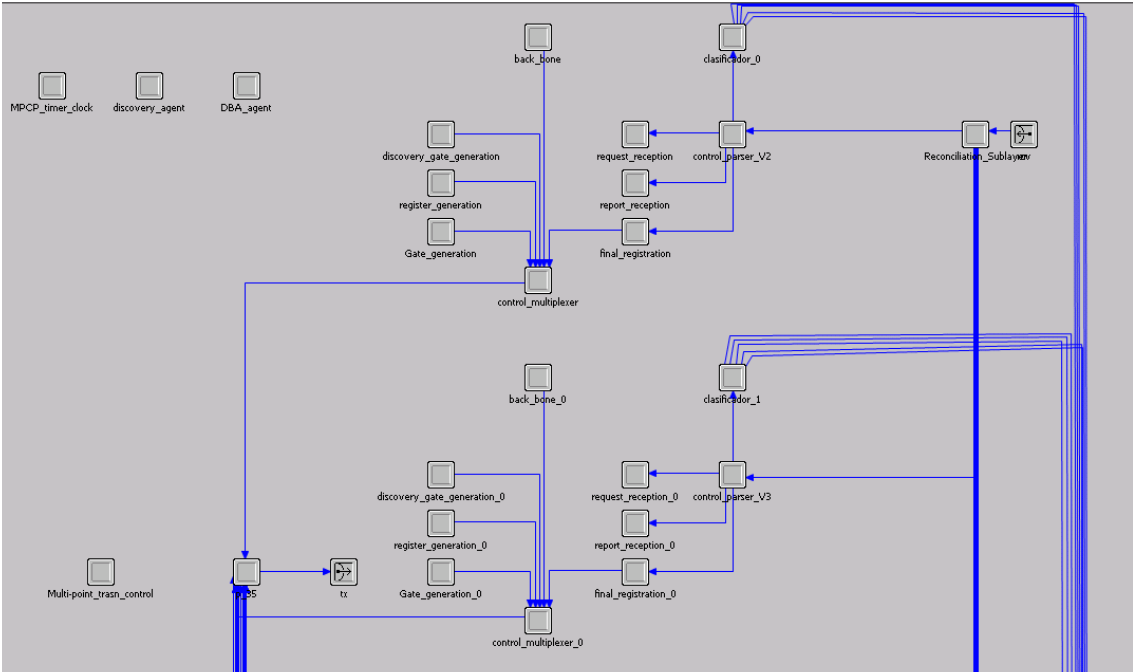 back_bone
clasificador_0
MPCP_timer_clock
discovery_agent
DBA_agent
discovery_gate_generation
request_reception
control_parser_V2
register_generation
report_reception
Gate_generation
final_registration
control_multiplexer
back_bone_0
clasificador_1
discovery_gate_generation_0
request_reception_0
control_parser_V3
register_generation_0
report_reception_0
Multi-point_trasn_control
tx
Gate_generation_0
final_registration_0
control_multiplexer_0